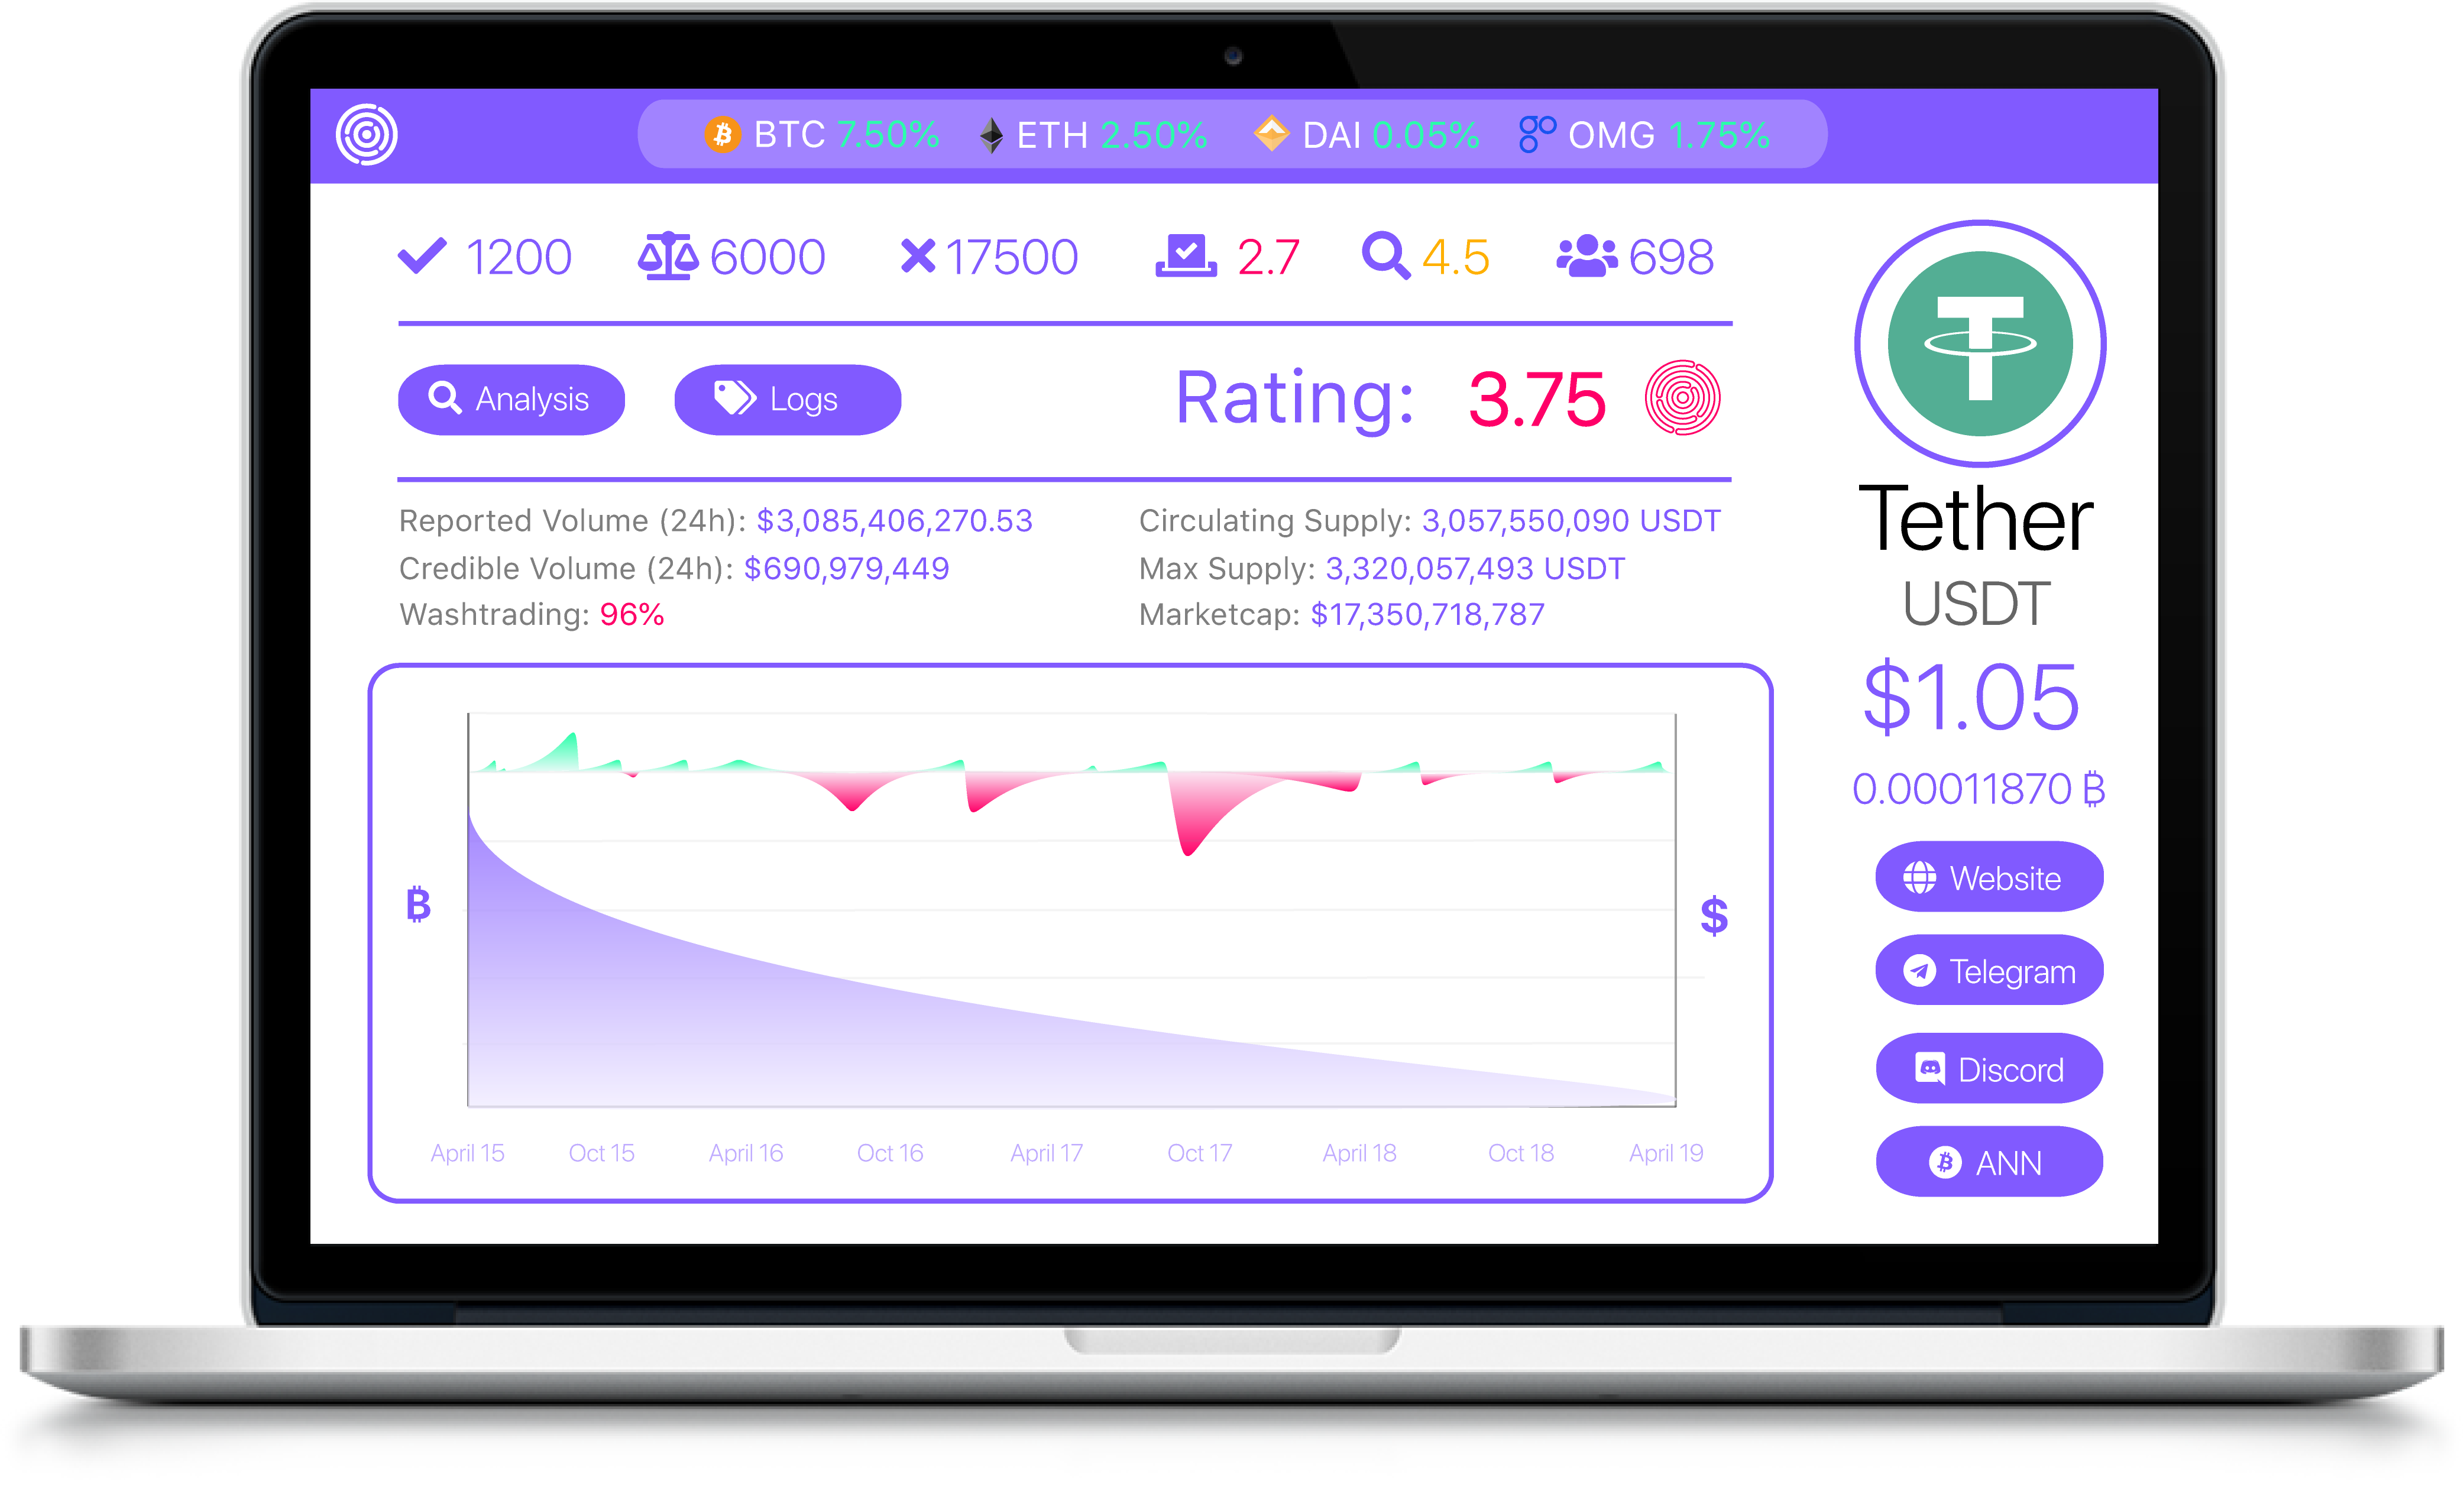 BTC 7.50% ETH 2.50% DAI 0.05% OMG 1.75%
1200 6000 17500 2.7 4.5 698
Analysis Logs Rating: 3.75
Reported Volume (24h): $3,085,406,270.53
Credible Volume (24h): $690,979,449
Washtrading: 96%
Circulating Supply: 3,057,550,090 USDT
Max Supply: 3,320,057,493 USDT
Marketcap: $17,350,718,787
₿
$
April 15 Oct 15 April 16 Oct 16 April 17 Oct 17 April 18 Oct 18 April 19
Tether
USDT
$1.05
0.00011870 ₿
Website
Telegram
Discord
ANN